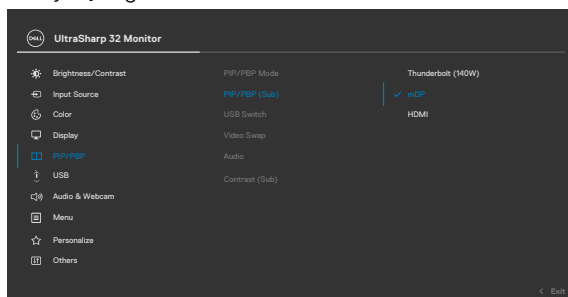 DELL
UltraSharp 32 Monitor
Brightness/Contrast
Input Source
Color
Display
PIP/PBP
USB
Audio & Webcam
Menu
Personalize
Others
PIP/PBP Mode
PIP/PBP (Sub)
USB Switch
Video Swap
Audio
Contrast (Sub)
Thunderbolt (140W)
✓ mDP
HDMI
< Exit